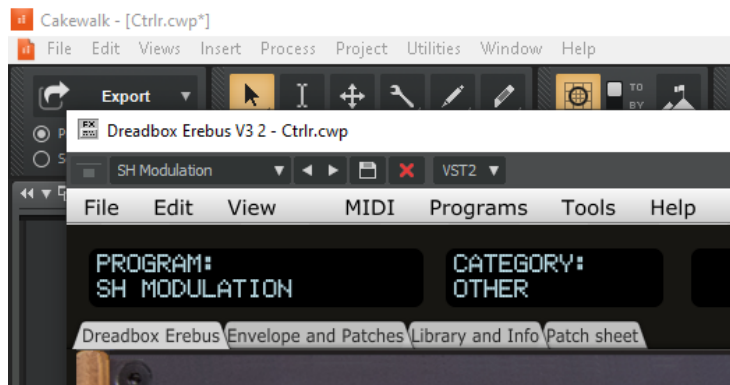 Cakewalk - [Ctrlr.cwp*]
File Edit Views Insert Process Project Utilities Window Help
Export
TO
BY
Dreadbox Erebus V3 2 - Ctrlr.cwp
P
S
SH Modulation VST2
File Edit View MIDI Programs Tools Help
PROGRAM: CATEGORY:
SH MODULATION OTHER
Dreadbox Erebus Envelope and Patches Library and Info Patch sheet